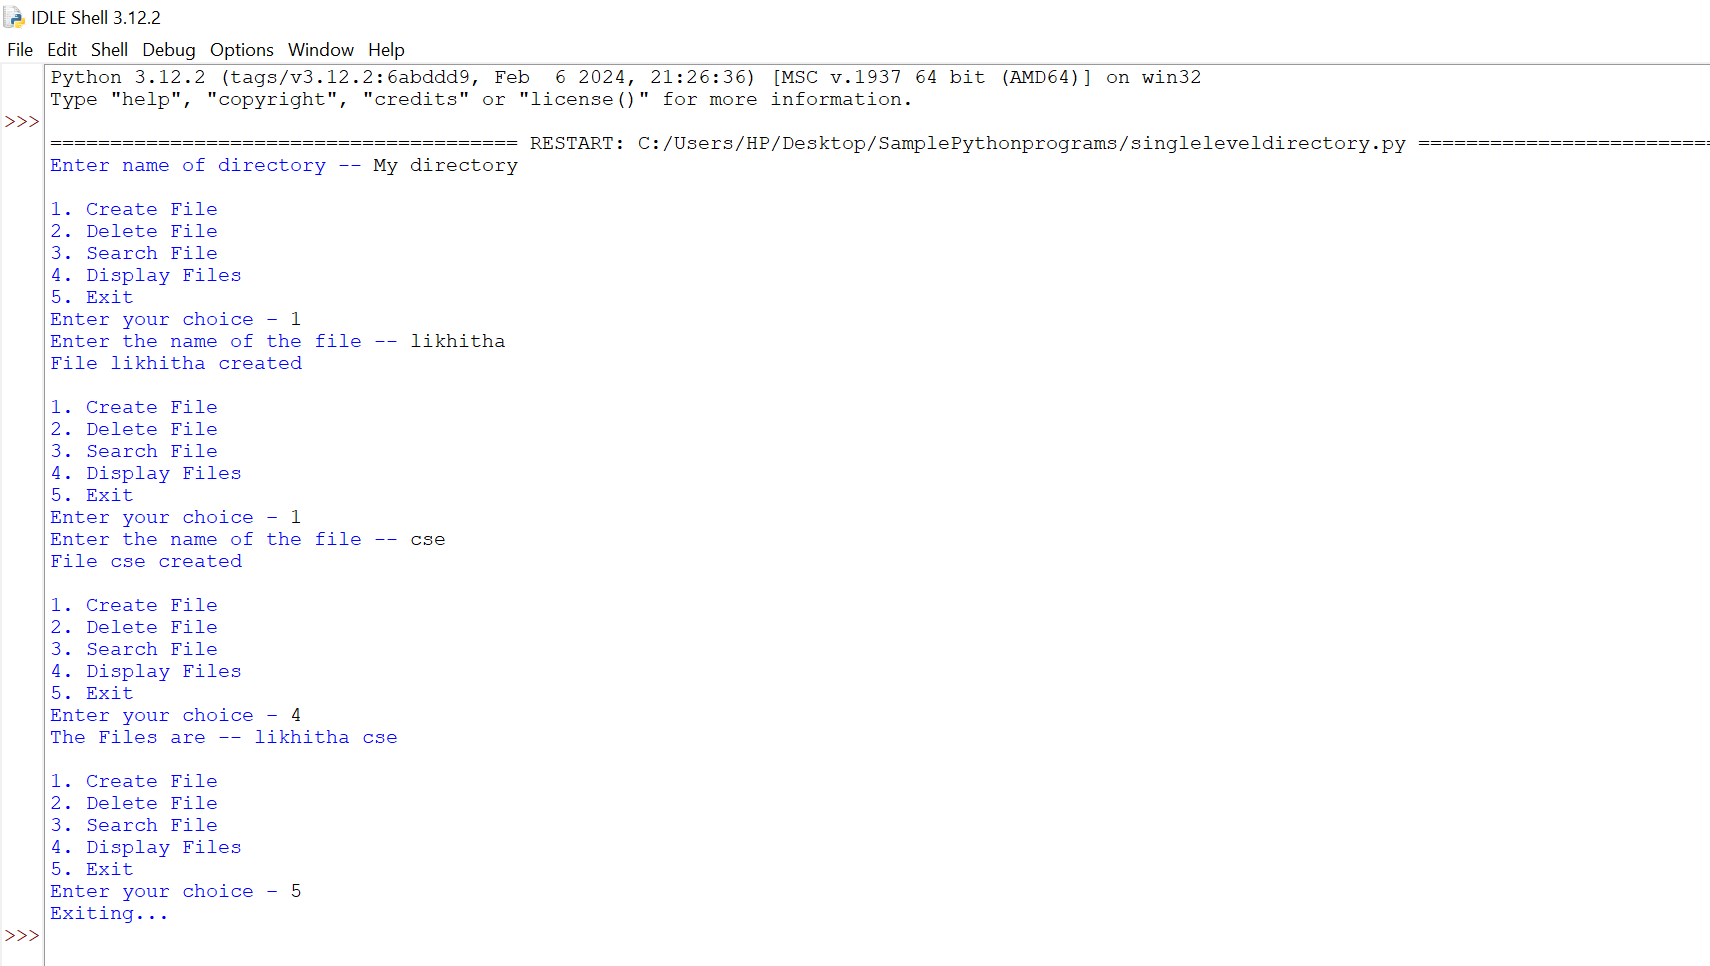 IDLE Shell 3.12.2
File Edit Shell Debug Options Window Help
Python 3.12.2 (tags/v3.12.2:6abddd9, Feb  6 2024, 21:26:36) [MSC v.1937 64 bit (AMD64)] on win32
Type "help", "copyright", "credits" or "license()" for more information.
>>>
======================================= RESTART: C:/Users/HP/Desktop/SamplePythonprograms/singleleveldirectory.py =========================
Enter name of directory -- My directory

1. Create File
2. Delete File
3. Search File
4. Display Files
5. Exit
Enter your choice - 1
Enter the name of the file -- likhitha
File likhitha created

1. Create File
2. Delete File
3. Search File
4. Display Files
5. Exit
Enter your choice - 1
Enter the name of the file -- cse
File cse created

1. Create File
2. Delete File
3. Search File
4. Display Files
5. Exit
Enter your choice - 4
The Files are -- likhitha cse

1. Create File
2. Delete File
3. Search File
4. Display Files
5. Exit
Enter your choice - 5
Exiting...
>>>